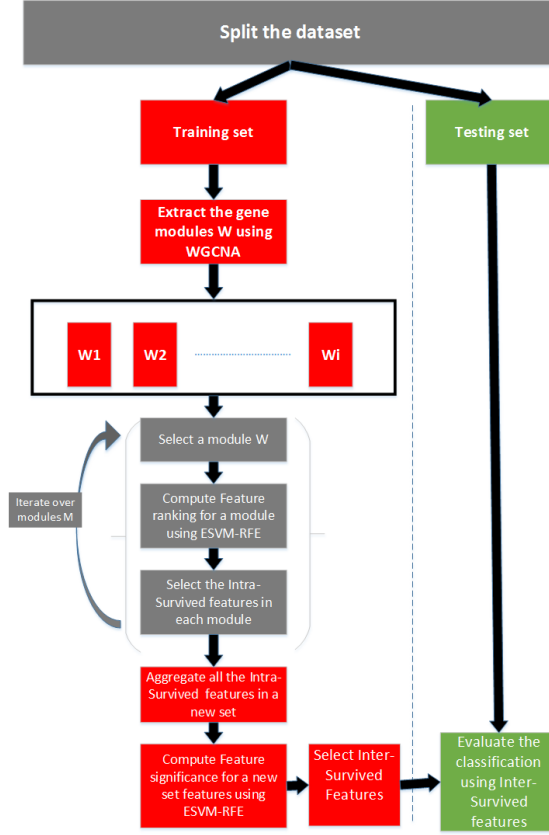 Split the dataset
Training set
Testing set
Extract the gene
modules W using
WGCNA
W1
W2
Wi
Select a module W
Iterate over
modules M
Compute Feature
ranking for a module
using ESVM-RFE
Select the Intra-
Survived features in
each module
Aggregate all the Intra-
Survived features in a
new set
Compute Feature
significance for a new
set features using
ESVM-RFE
Select Inter-
Survived
Features
Evaluate the
classification
using Inter-
Survived
features